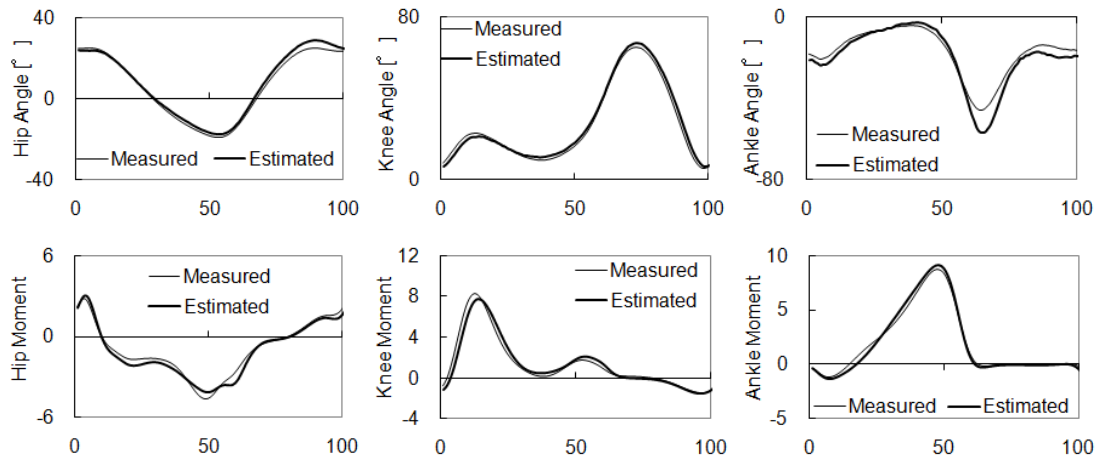 40
Hip Angle [°]
0
Measured Estimated
-40
0 50 100
80
Measured
Estimated
Knee Angle [°]
0
0 50 100
0
Ankle Angle [°]
Measured
Estimated
-80
0 50 100
6
Measured
Estimated
Hip Moment
0
-6
0 50 100
12
Measured
Estimated
8
Knee Moment
4
0
-4
0 50 100
10
5
Ankle Moment
0
Measured Estimated
-5
0 50 100